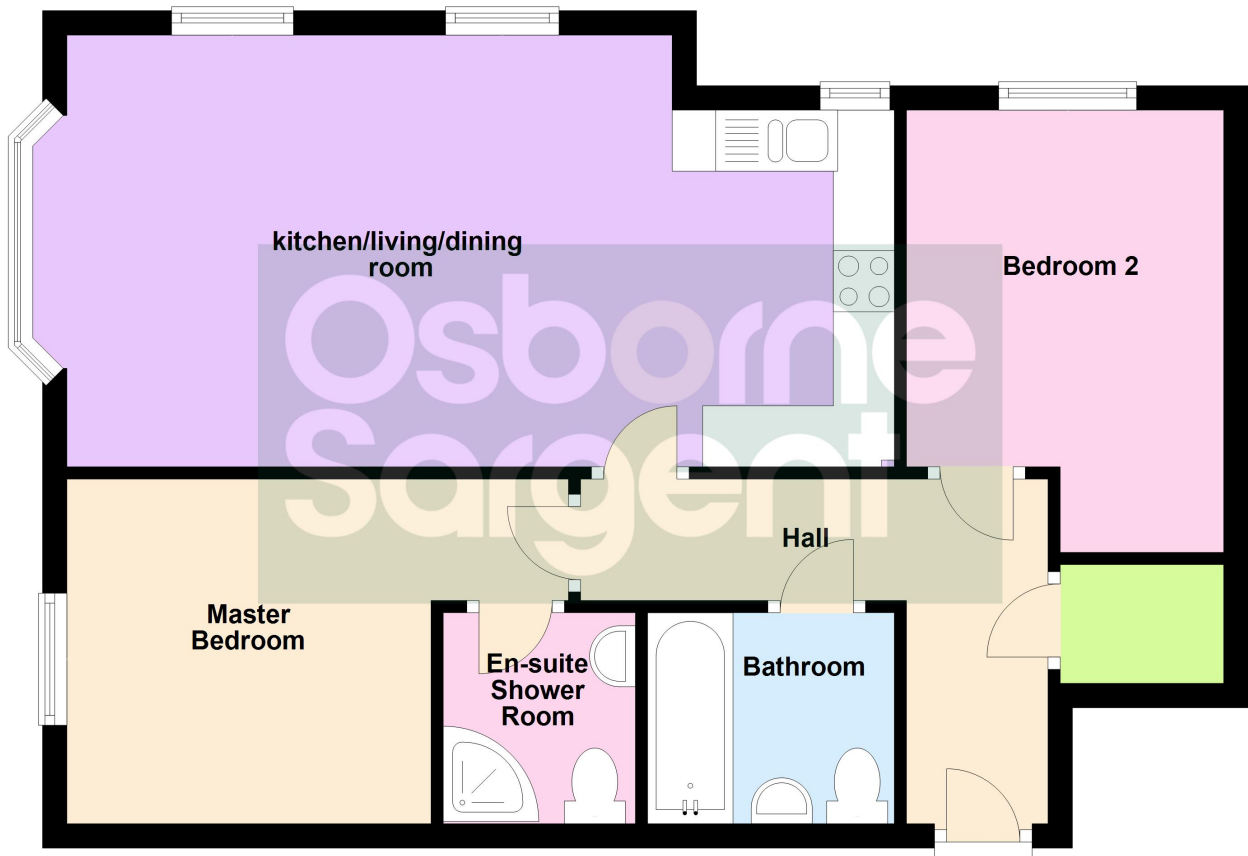 kitchen/living/dining
room
Bedroom 2
Osborne
Sargent
Hall
Master
Bedroom
En-suite
Shower
Room
Bathroom